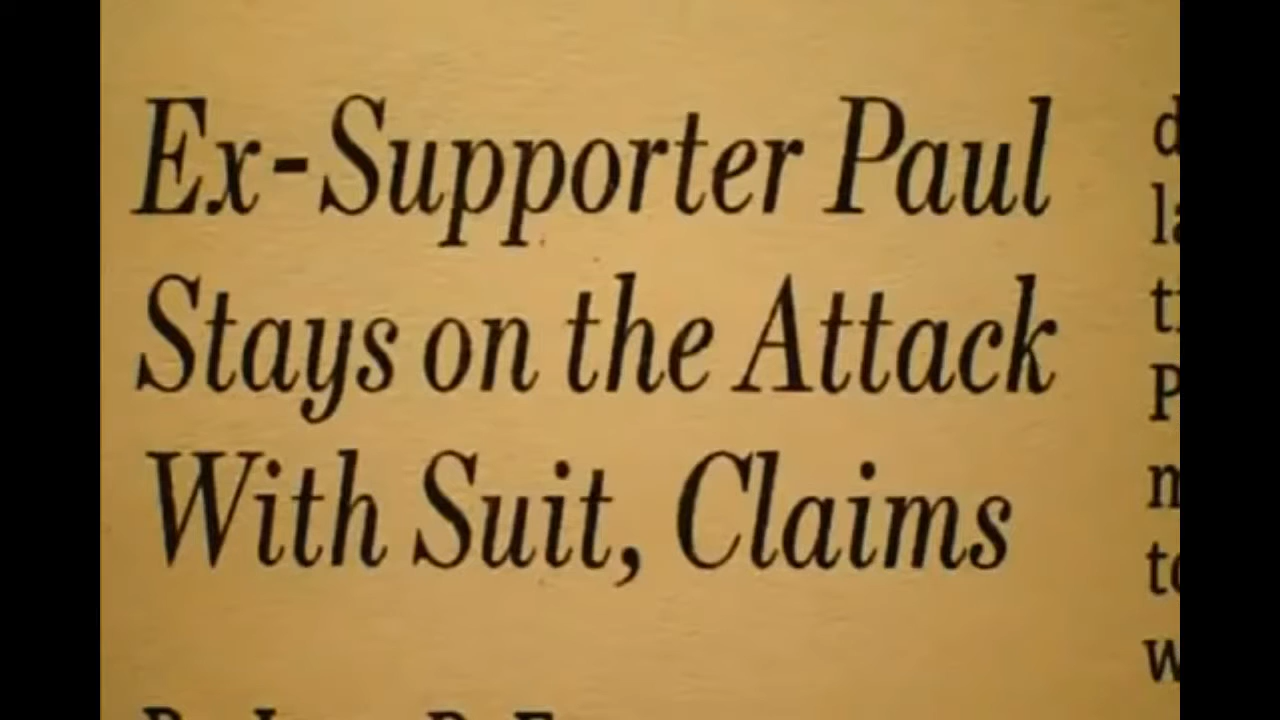 Ex-Supporter Paul
Stays on the Attack
With Suit, Claims